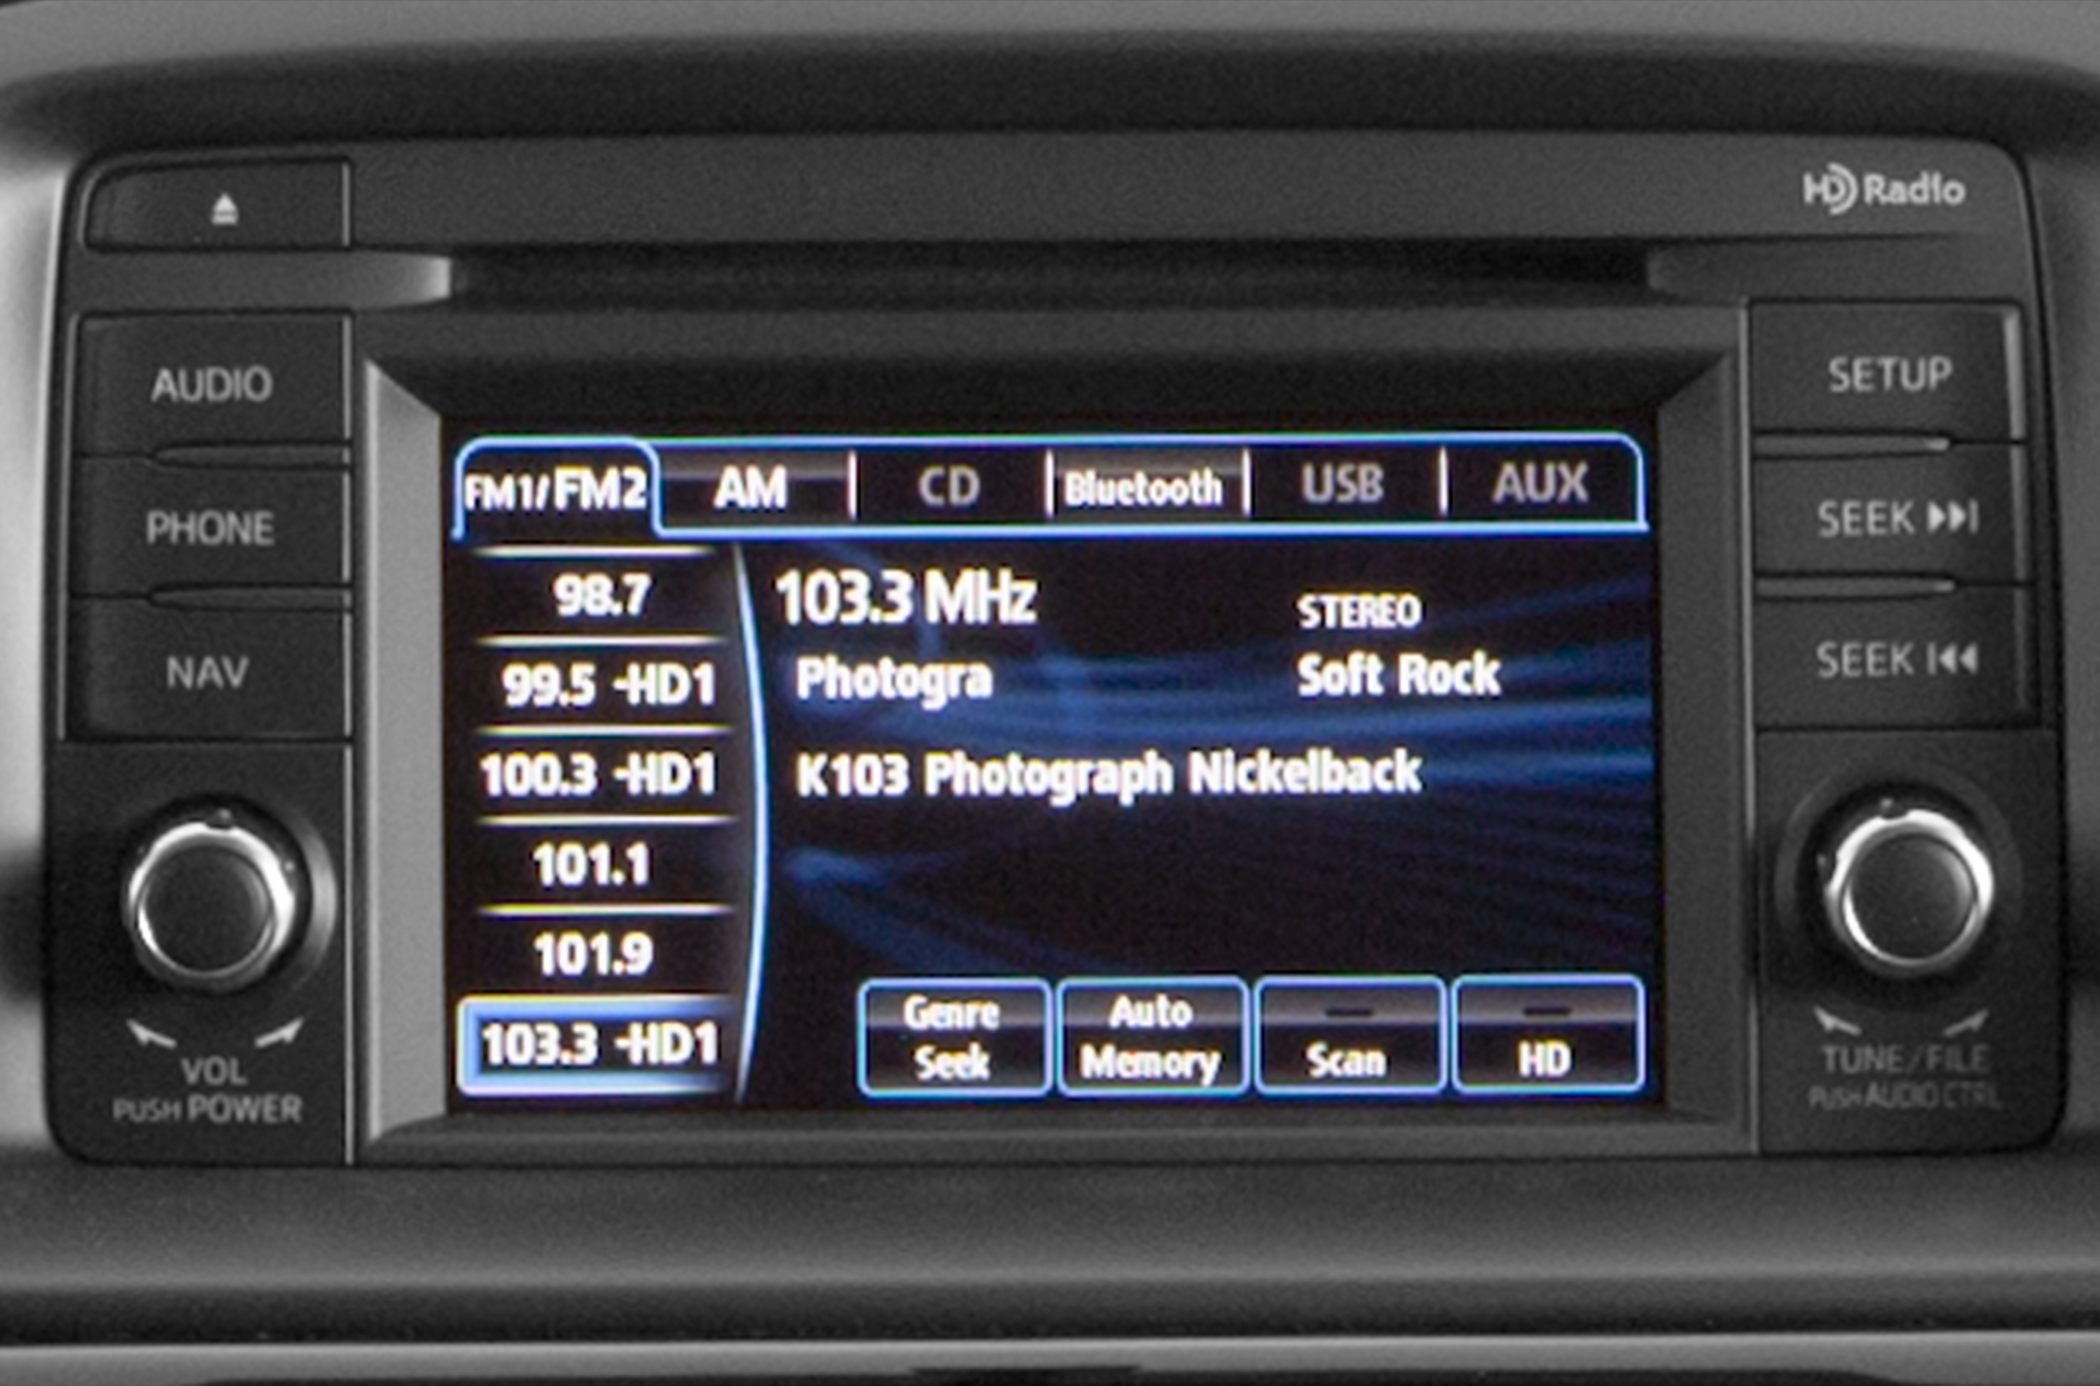 HD Radio
AUDIO
PHONE
NAV
VOL
PUSH POWER
FM1/FM2 AM CD Bluetooth USB AUX
98.7
99.5 -HD1
100.3 -HD1
101.1
101.9
103.3 -HD1
103.3 MHz STEREO
Photogra Soft Rock
K103 Photograph Nickelback
Genre Seek
Auto Memory
Scan
HD
SETUP
SEEK
SEEK
TUNE/FILE
PUSH AUDIO CTRL